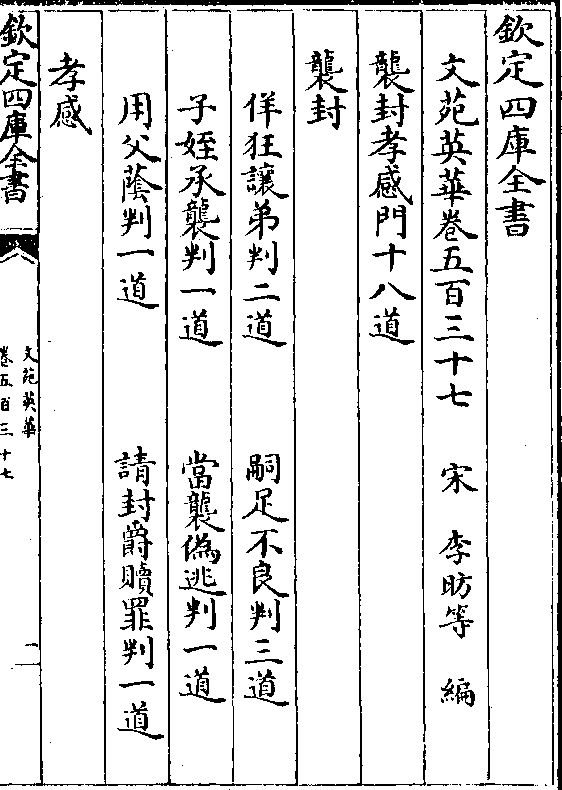 欽定四庫全書
文苑英華卷五百三十七　宋　李昉等　編
襲封孝感門十八道
襲封
佯狂讓弟判二道　嗣足不良判三道
子姪承襲判一道　當襲偽逃判一道
用父蔭判一道　請封爵贖罪判一道
孝感
欽定四庫全書
文苑英華
卷五百三十七
一